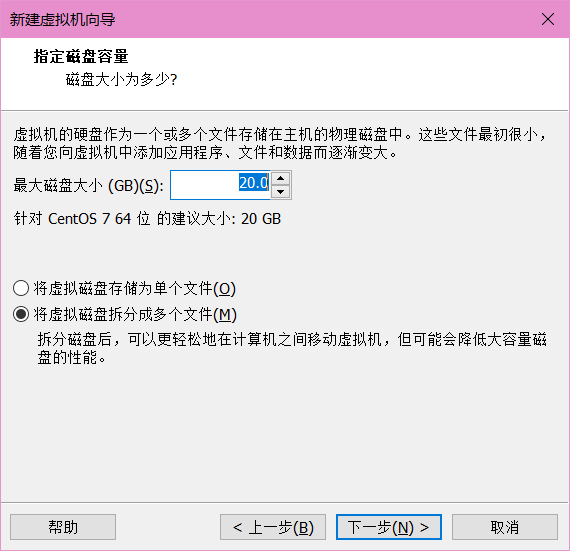 新建虚拟机向导
指定磁盘容量
磁盘大小为多少?
虚拟机的硬盘作为一个或多个文件存储在主机的物理磁盘中。这些文件最初很小，
随着您向虚拟机中添加应用程序、文件和数据而逐渐变大。
最大磁盘大小 (GB)(S): 20.0
针对 CentOS 7 64 位 的建议大小: 20 GB
将虚拟磁盘存储为单个文件(O)
将虚拟磁盘拆分成多个文件(M)
拆分磁盘后，可以更轻松地在计算机之间移动虚拟机，但可能会降低大容量磁
盘的性能。
帮助 < 上一步(B) 下一步(N) > 取消